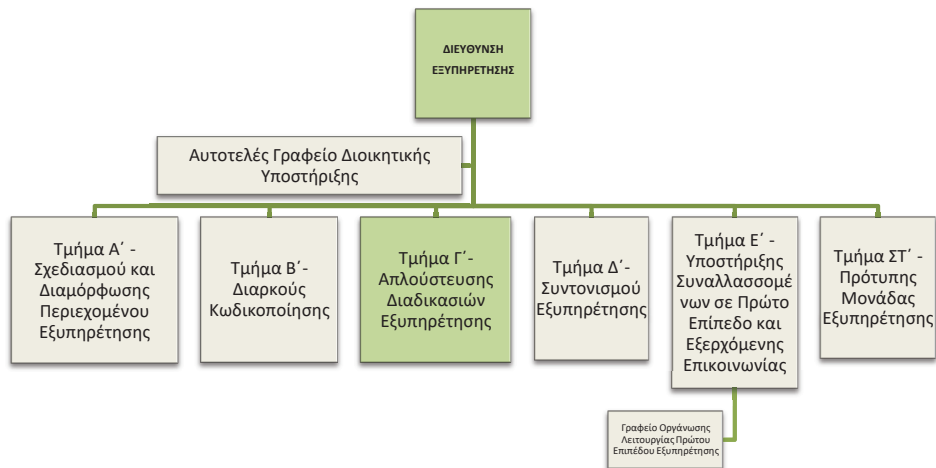 ΔΙΕΥΘΥΝΣΗ
ΕΞΥΠΗΡΕΤΗΣΗΣ
Αυτοτελές Γραφείο Διοικητικής
Υποστήριξης
Τμήμα Α΄ -
Σχεδιασμού και
Διαμόρφωσης
Περιεχομένου
Εξυπηρέτησης
Τμήμα Β΄-
Διαρκούς
Κωδικοποίησης
Τμήμα Γ΄-
Απλούστευσης
Διαδικασιών
Εξυπηρέτησης
Τμήμα Δ΄-
Συντονισμού
Εξυπηρέτησης
Τμήμα Ε΄ -
Υποστήριξης
Συναλλασσομέ
νων σε Πρώτο
Επίπεδο και
Εξερχόμενης
Επικοινωνίας
Τμήμα ΣΤ΄ -
Πρότυπης
Μονάδας
Εξυπηρέτησης
Γραφείο Οργάνωσης
Λειτουργίας Πρώτου
Επιπέδου Εξυπηρέτησης